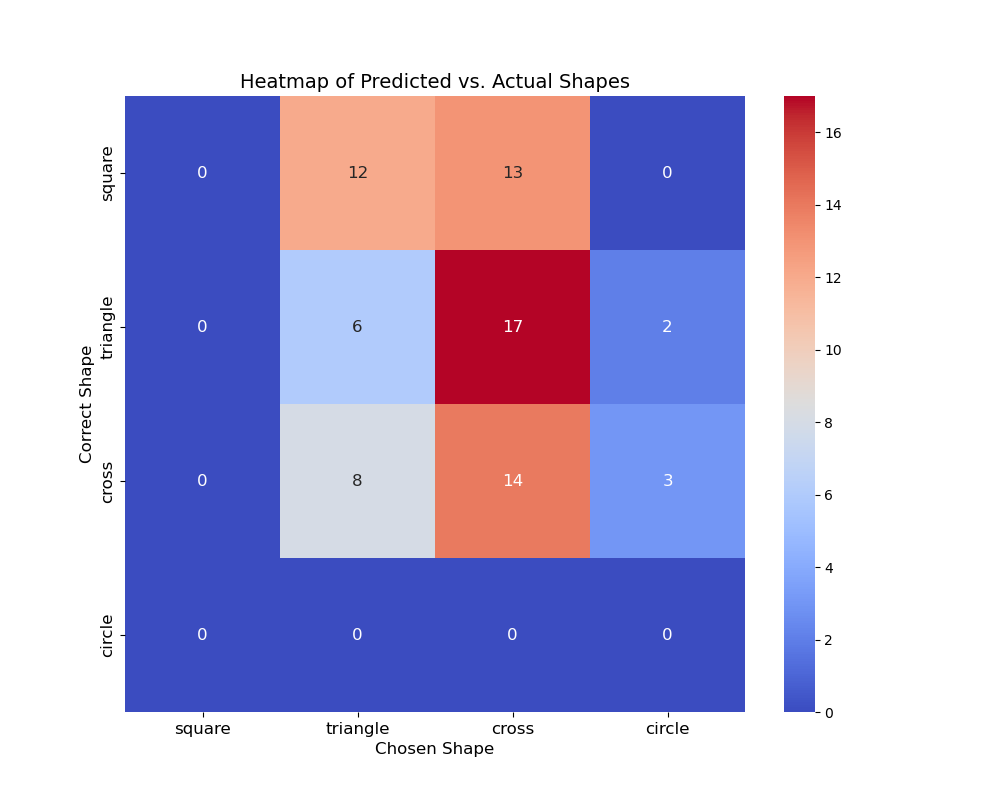 Heatmap of Predicted vs. Actual Shapes
Correct Shape
square
0 12 13 0
triangle
0 6 17 2
cross
0 8 14 3
circle
0 0 0 0
square triangle cross circle
Chosen Shape
16
14
12
10
8
6
4
2
0